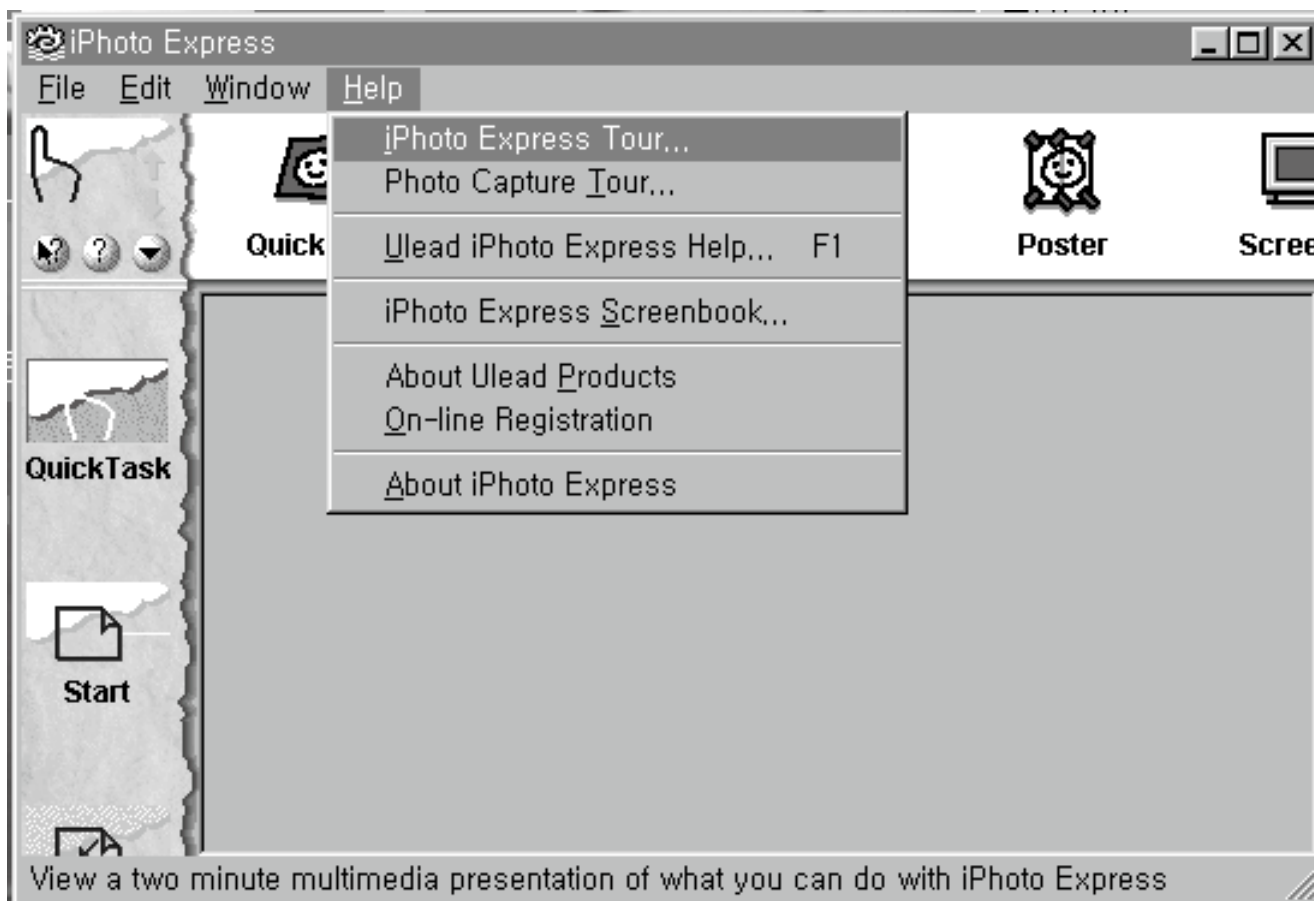 iPhoto Express
File Edit Window Help
iPhoto Express Tour...
Photo Capture Tour...
Quick
Poster
Scree
Ulead iPhoto Express Help... F1
iPhoto Express Screenbook...
About Ulead Products
On-line Registration
QuickTask
About iPhoto Express
Start
View a two minute multimedia presentation of what you can do with iPhoto Express